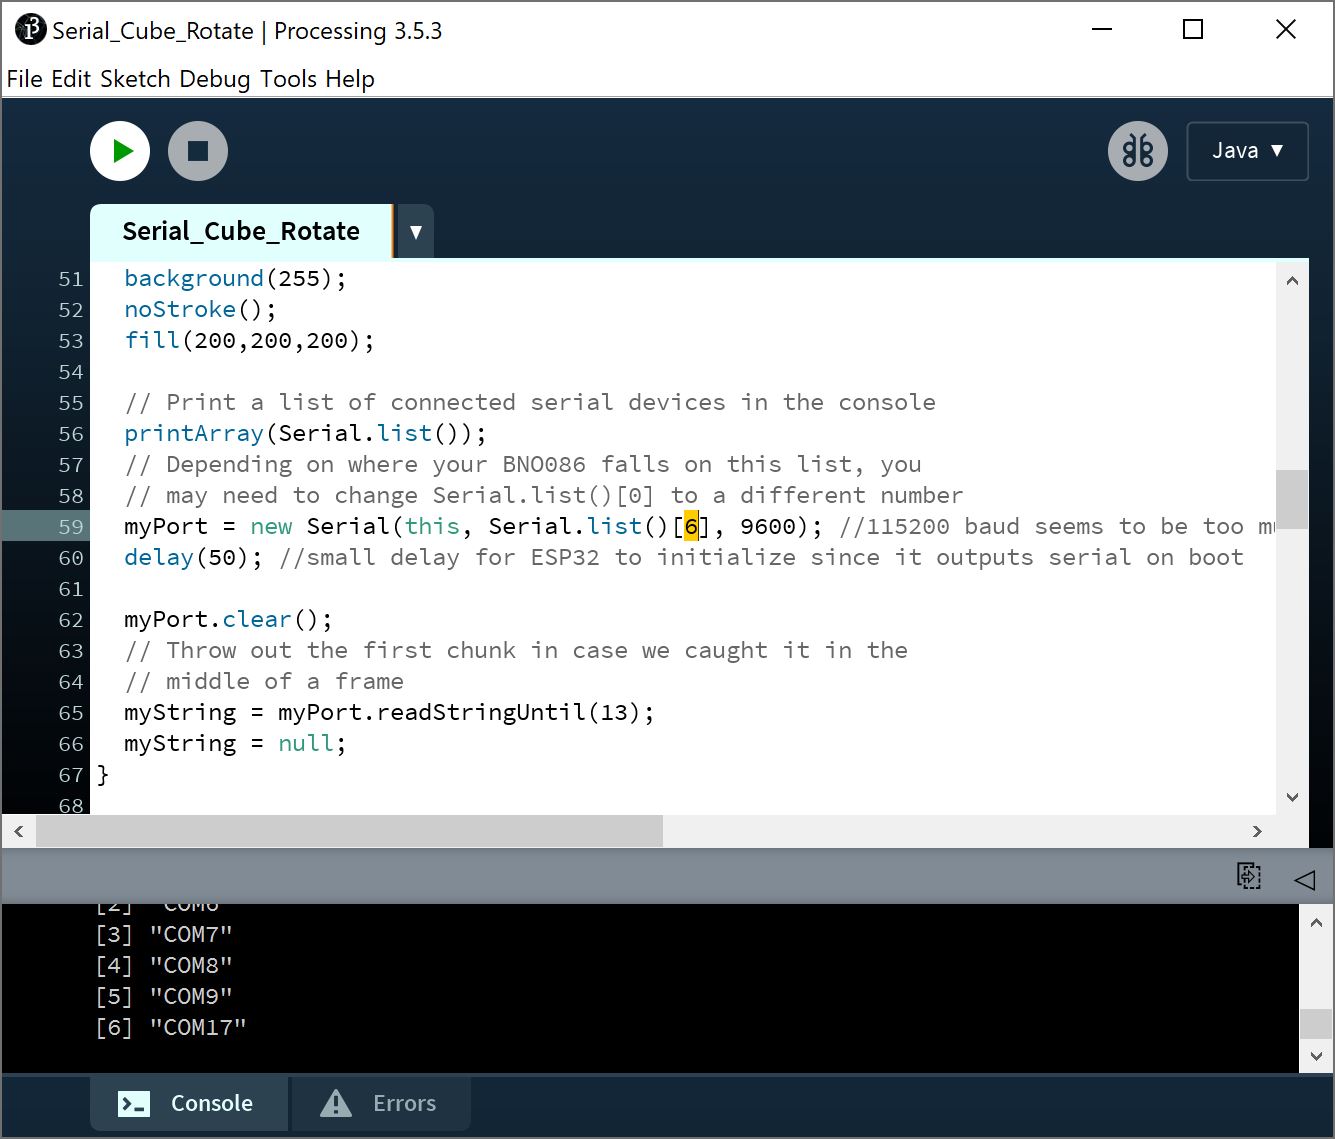 Serial_Cube_Rotate | Processing 3.5.3
File Edit Sketch Debug Tools Help
Java ▼
Serial_Cube_Rotate ▼
51 background(255);
52 noStroke();
53 fill(200,200,200);
54
55 // Print a list of connected serial devices in the console
56 printArray(Serial.list());
57 // Depending on where your BNO086 falls on this list, you
58 // may need to change Serial.list()[0] to a different number
59 myPort = new Serial(this, Serial.list()[6], 9600); //115200 baud seems to be too
60 delay(50); //small delay for ESP32 to initialize since it outputs serial on boot
61
62 myPort.clear();
63 // Throw out the first chunk in case we caught it in the
64 // middle of a frame
65 myString = myPort.readStringUntil(13);
66 myString = null;
67 }
68
[2] "COM6"
[3] "COM7"
[4] "COM8"
[5] "COM9"
[6] "COM17"
Console
Errors